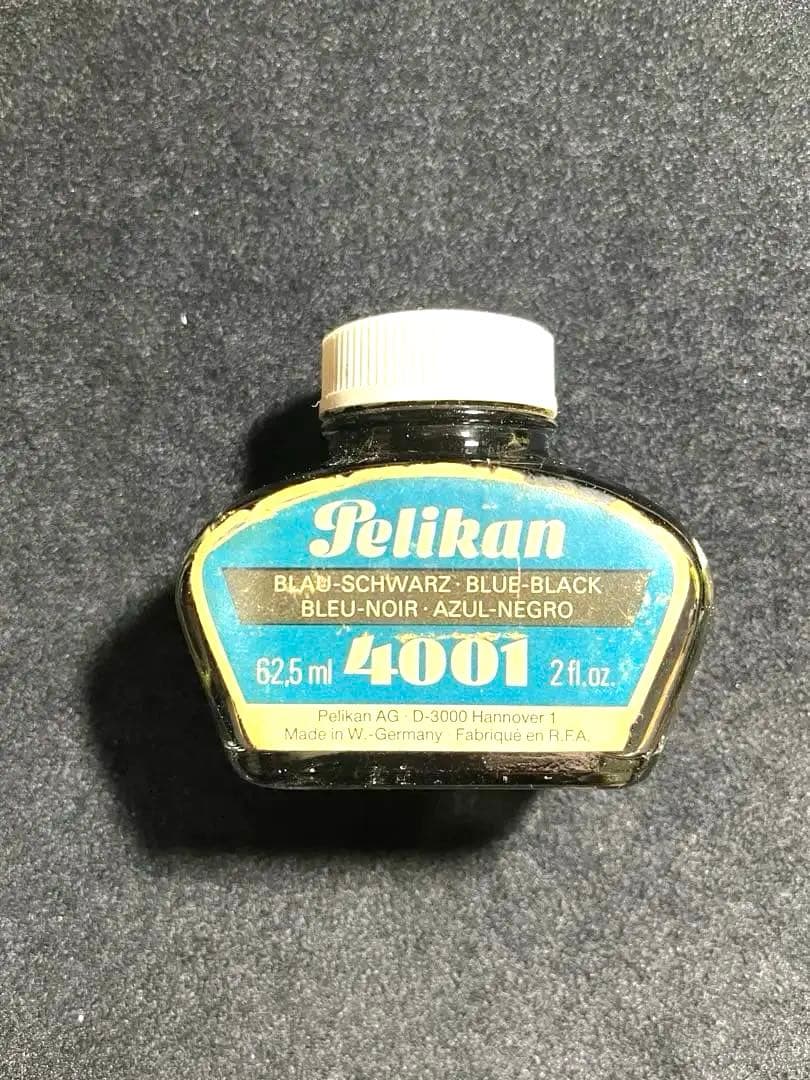 Pelikan
BLAU-SCHWARZ · BLUE-BLACK
BLEU-NOIR · AZUL-NEGRO
62,5 ml 4001 2 fl. oz.
Pelikan AG · D-3000 Hannover 1
Made in W.-Germany Fabriqué en R.F.A.